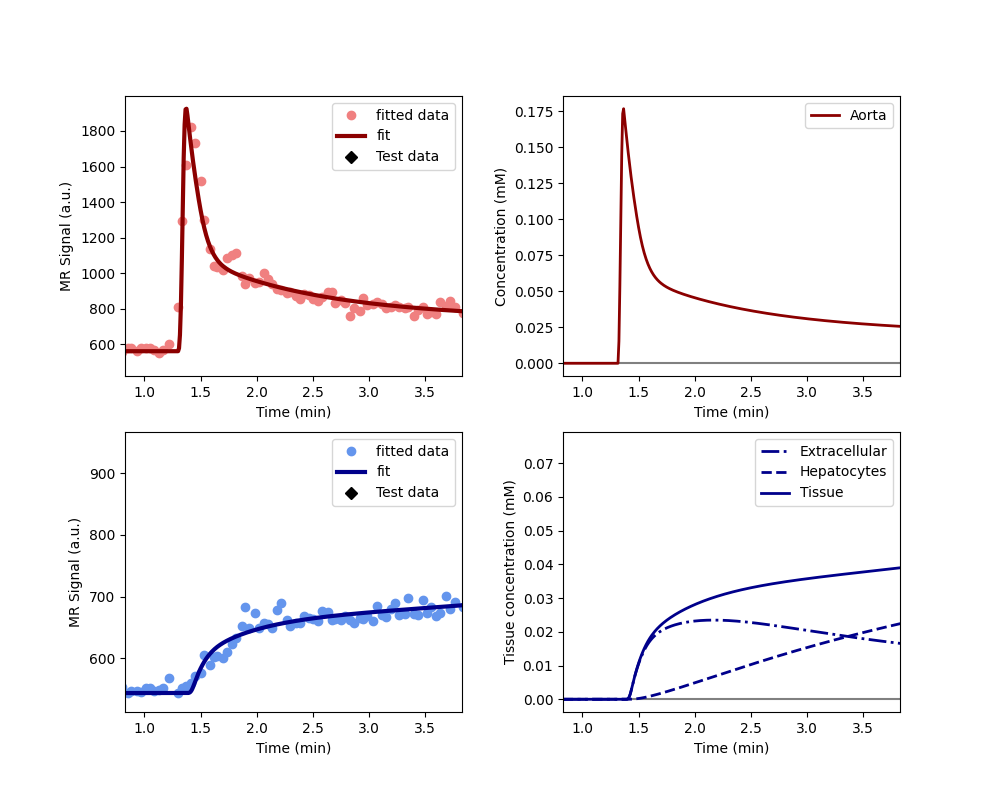 MR Signal (a.u.)
1800
1600
1400
1200
1000
800
600
fitted data
fit
Test data
1.0 1.5 2.0 2.5 3.0 3.5
Time (min)
Concentration (mM)
0.175
0.150
0.125
0.100
0.075
0.050
0.025
0.000
Aorta
1.0 1.5 2.0 2.5 3.0 3.5
Time (min)
MR Signal (a.u.)
900
800
700
600
fitted data
fit
Test data
1.0 1.5 2.0 2.5 3.0 3.5
Time (min)
Tissue concentration (mM)
0.07
0.06
0.05
0.04
0.03
0.02
0.01
0.00
Extracellular
Hepatocytes
Tissue
1.0 1.5 2.0 2.5 3.0 3.5
Time (min)